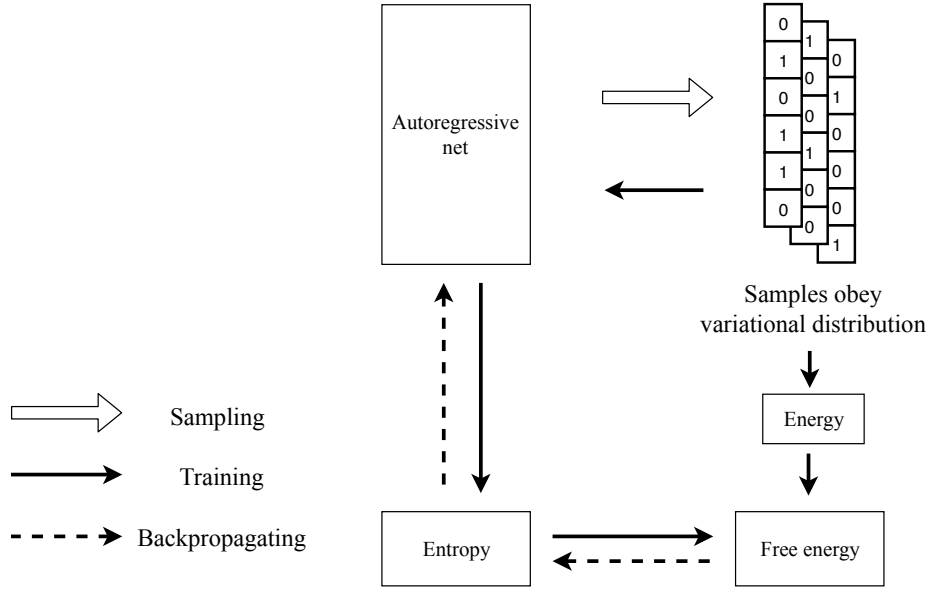 Autoregressive
net
0
1
0
1
1
0
1
0
0
1
0
0
0
1
0
0
0
1
Samples obey
variational distribution
Energy
Free energy
Entropy
Sampling
Training
Backpropagating